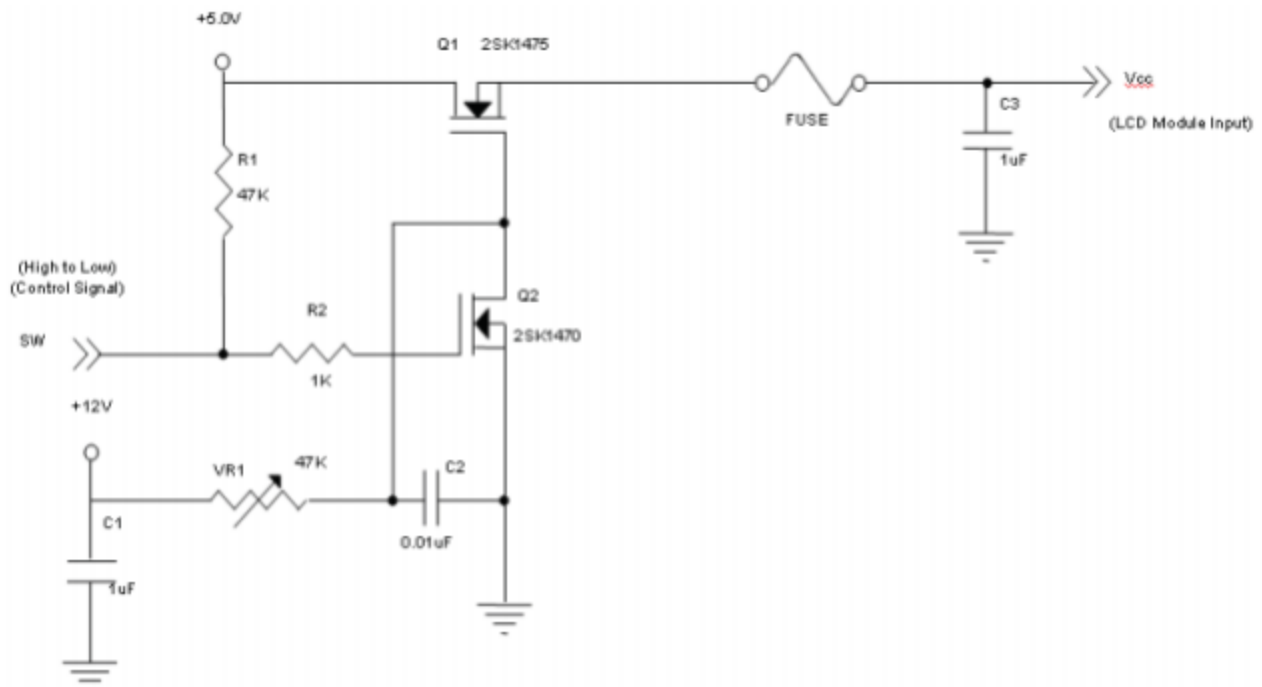 +5.0V
Q1 2SK1475
Vcc
FUSE
C3
(LCD Module Input)
1uF
R1
47K
(High to Low)
(Control Signal)
SW
R2
1K
Q2
2SK1470
+12V
VR1
47K
C2
0.01uF
C1
1uF